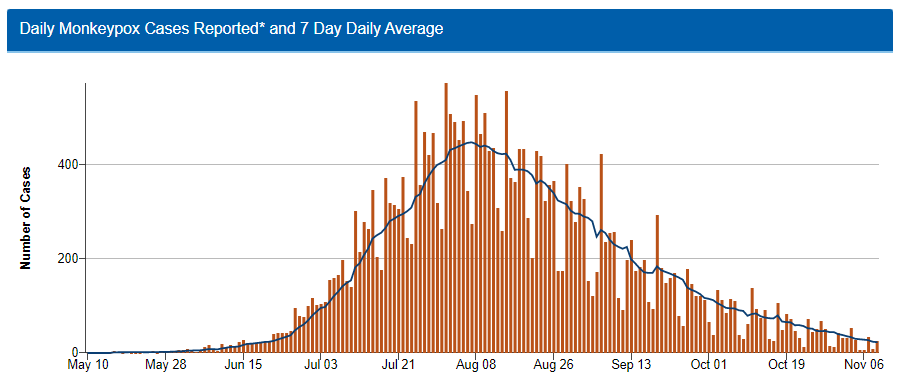 Daily Monkeypox Cases Reported* and 7 Day Daily Average
Number of Cases
400
200
0
May 10 May 28 Jun 15 Jul 03 Jul 21 Aug 08 Aug 26 Sep 13 Oct 01 Oct 19 Nov 06